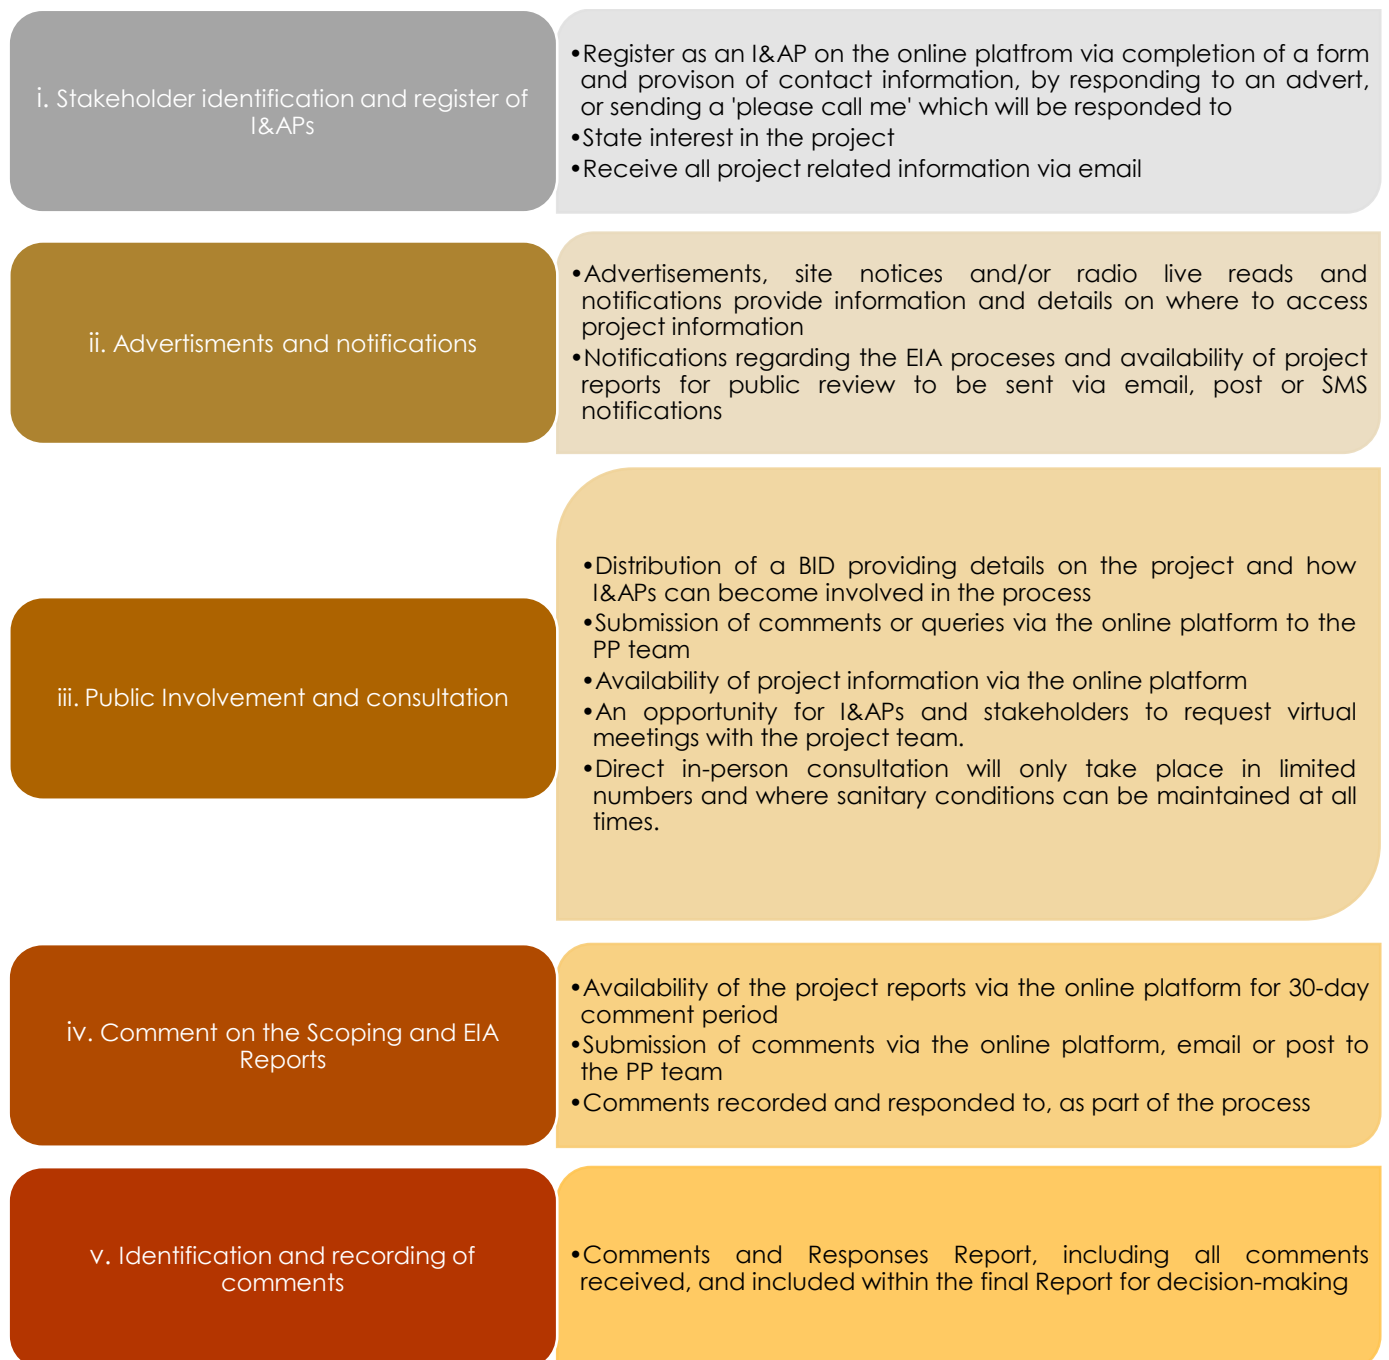 i. Stakeholder identification and register of
I&APs
•Register as an I&AP on the online platfrom via completion of a form
and provison of contact information, by responding to an advert,
or sending a 'please call me' which will be responded to
•State interest in the project
•Receive all project related information via email
ii. Advertisments and notifications
•Advertisements, site notices and/or radio live reads and
notifications provide information and details on where to access
project information
•Notifications regarding the EIA proceses and availability of project
reports for public review to be sent via email, post or SMS
notifications
iii. Public Involvement and consultation
•Distribution of a BID providing details on the project and how
I&APs can become involved in the process
•Submission of comments or queries via the online platform to the
PP team
•Availability of project information via the online platform
•An opportunity for I&APs and stakeholders to request virtual
meetings with the project team.
•Direct in-person consultation will only take place in limited
numbers and where sanitary conditions can be maintained at all
times.
iv. Comment on the Scoping and EIA
Reports
•Availability of the project reports via the online platform for 30-day
comment period
•Submission of comments via the online platform, email or post to
the PP team
•Comments recorded and responded to, as part of the process
v. Identification and recording of
comments
•Comments and Responses Report, including all comments
received, and included within the final Report for decision-making